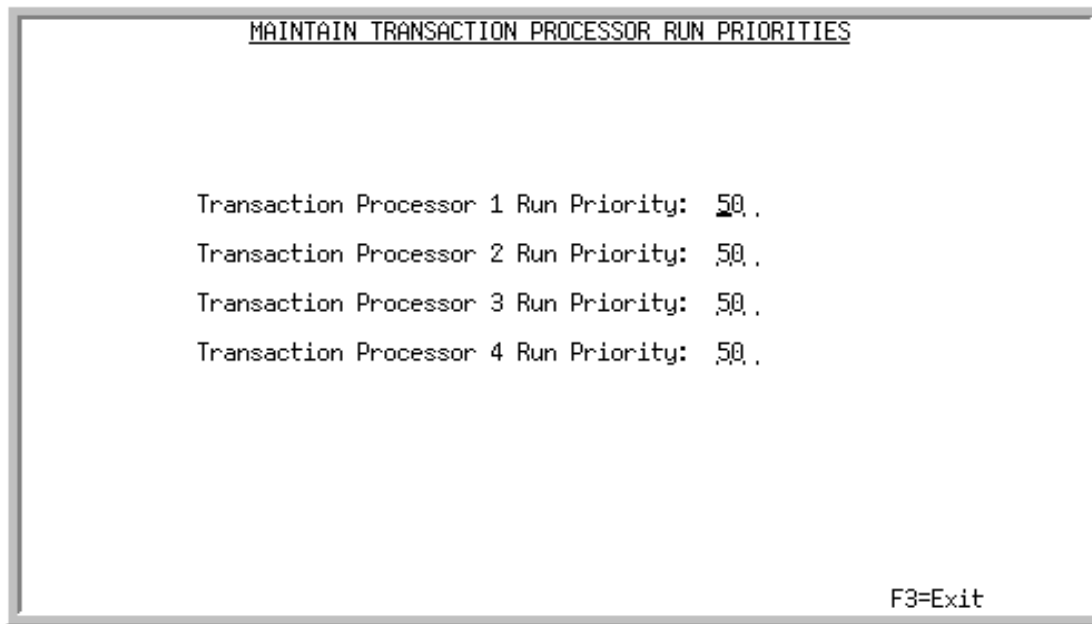 MAINTAIN TRANSACTION PROCESSOR RUN PRIORITIES
Transaction Processor 1 Run Priority: 50
Transaction Processor 2 Run Priority: 50
Transaction Processor 3 Run Priority: 50
Transaction Processor 4 Run Priority: 50
F3=Exit